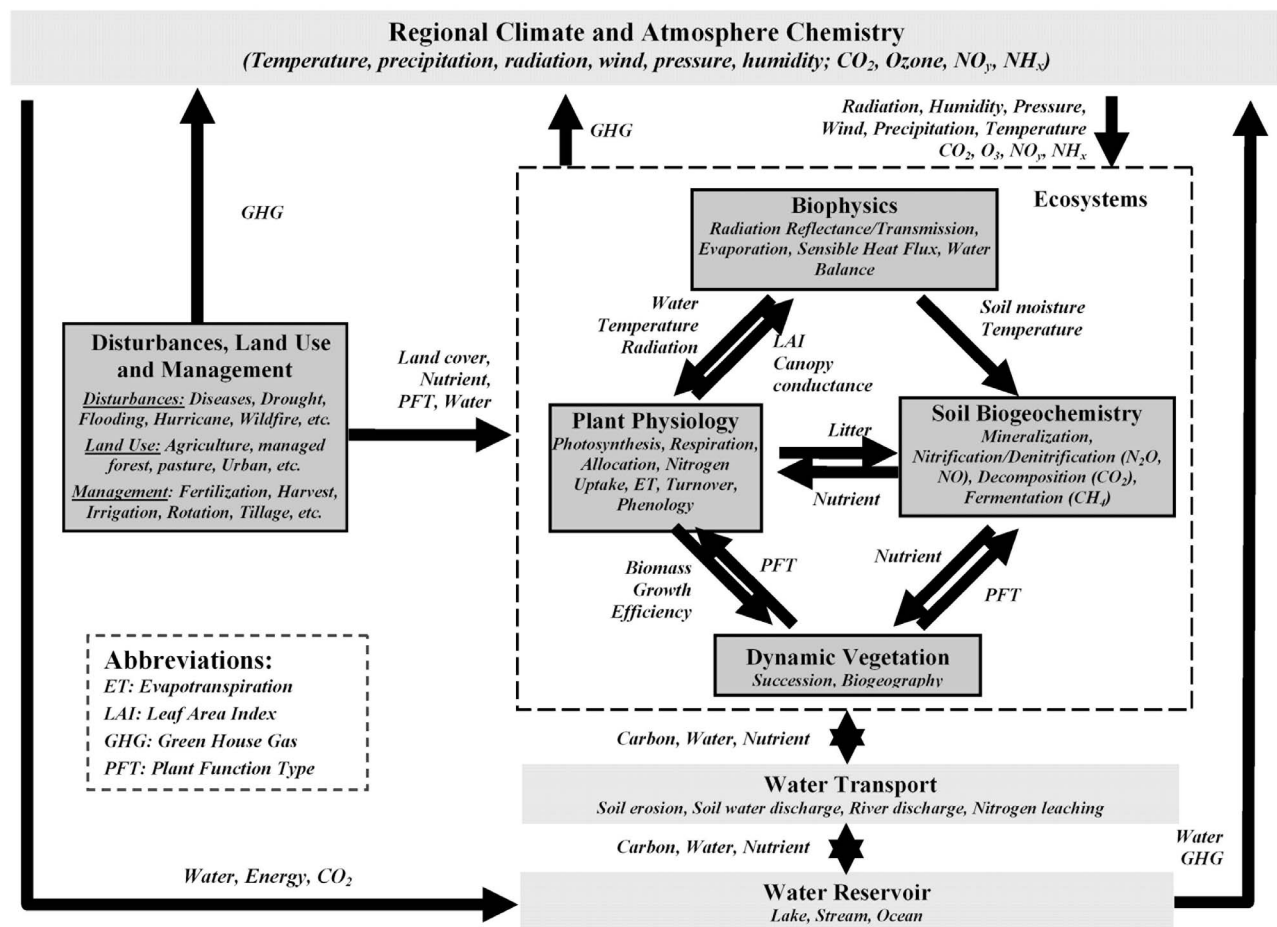 Regional Climate and Atmosphere Chemistry
(Temperature, precipitation, radiation, wind, pressure, humidity; CO2, Ozone, NOy, NHx)
GHG
GHG
Radiation, Humidity, Pressure,
Wind, Precipitation, Temperature
CO2, O3, NOy, NHx
Ecosystems
Biophysics
Radiation Reflectance/Transmission,
Evaporation, Sensible Heat Flux, Water
Balance
Water
Temperature
Radiation
LAI
Canopy
conductance
Soil moisture
Temperature
Disturbances, Land Use
and Management
Disturbances: Diseases, Drought,
Flooding, Hurricane, Wildfire, etc.
Land Use: Agriculture, managed
forest, pasture, Urban, etc.
Management: Fertilization, Harvest,
Irrigation, Rotation, Tillage, etc.
Land cover,
Nutrient,
PFT, Water
Plant Physiology
Photosynthesis, Respiration,
Allocation, Nitrogen
Uptake, ET, Turnover,
Phenology
Litter
Nutrient
Soil Biogeochemistry
Mineralization,
Nitrification/Denitrification (N2O,
NO), Decomposition (CO2),
Fermentation (CH4)
Biomass
Growth
Efficiency
PFT
Nutrient
PFT
Dynamic Vegetation
Succession, Biogeography
Abbreviations:
ET: Evapotranspiration
LAI: Leaf Area Index
GHG: Green House Gas
PFT: Plant Function Type
Carbon, Water, Nutrient
Water Transport
Soil erosion, Soil water discharge, River discharge, Nitrogen leaching
Carbon, Water, Nutrient
Water
GHG
Water, Energy, CO2
Water Reservoir
Lake, Stream, Ocean